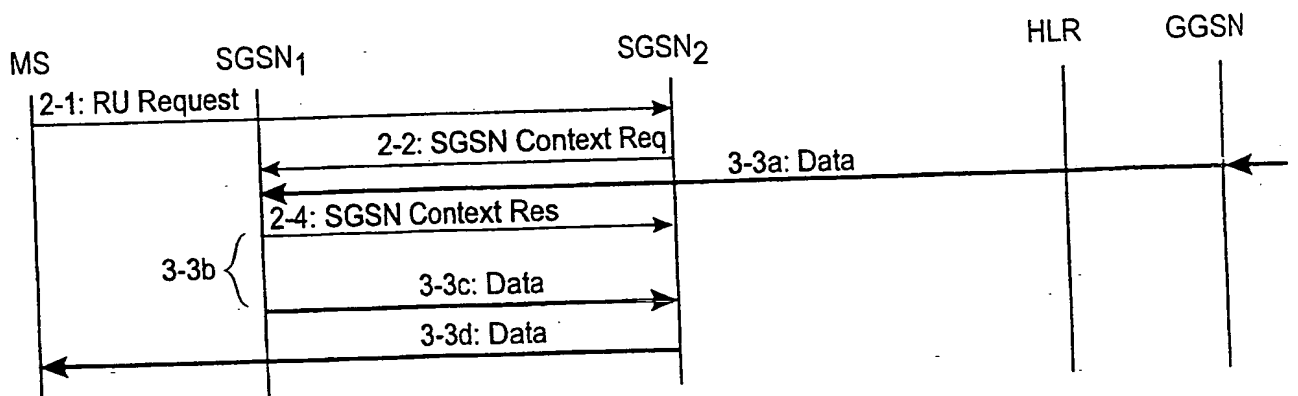 MS
SGSN1
SGSN2
HLR
GGSN
2-1: RU Request
2-2: SGSN Context Req
3-3a: Data
2-4: SGSN Context Res
3-3b
3-3c: Data
3-3d: Data